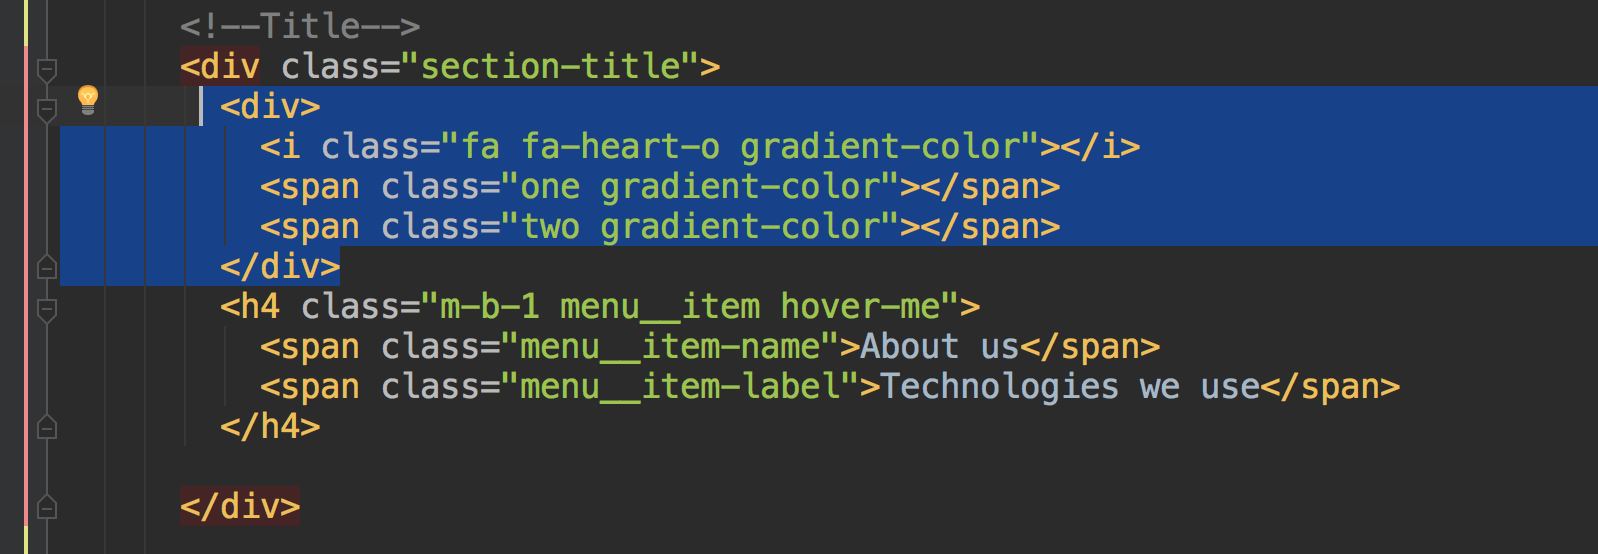 <!--Title-->
<div class="section-title">
<div>
<i class="fa fa-heart-o gradient-color"></i>
<span class="one gradient-color"></span>
<span class="two gradient-color"></span>
</div>
<h4 class="m-b-1 menu__item hover-me">
<span class="menu__item-name">About us</span>
<span class="menu__item-label">Technologies we use</span>
</h4>
</div>